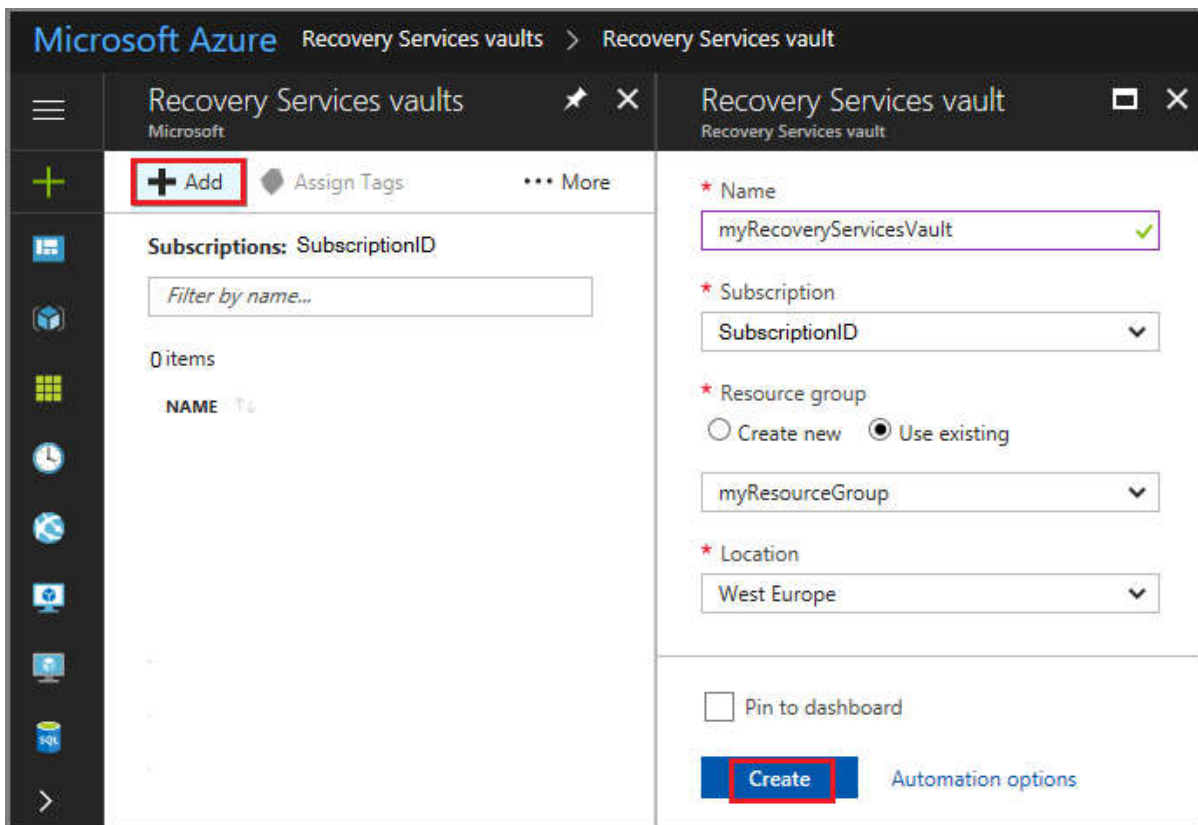 Microsoft Azure Recovery Services vaults > Recovery Services vault
Recovery Services vaults
Microsoft
Add Assign Tags ••• More
Subscriptions: SubscriptionID
Filter by name...
0 items
NAME
Recovery Services vault
Recovery Services vault
* Name
myRecoveryServicesVault
* Subscription
SubscriptionID
* Resource group
Create new Use existing
myResourceGroup
* Location
West Europe
Pin to dashboard
Create Automation options
SQL